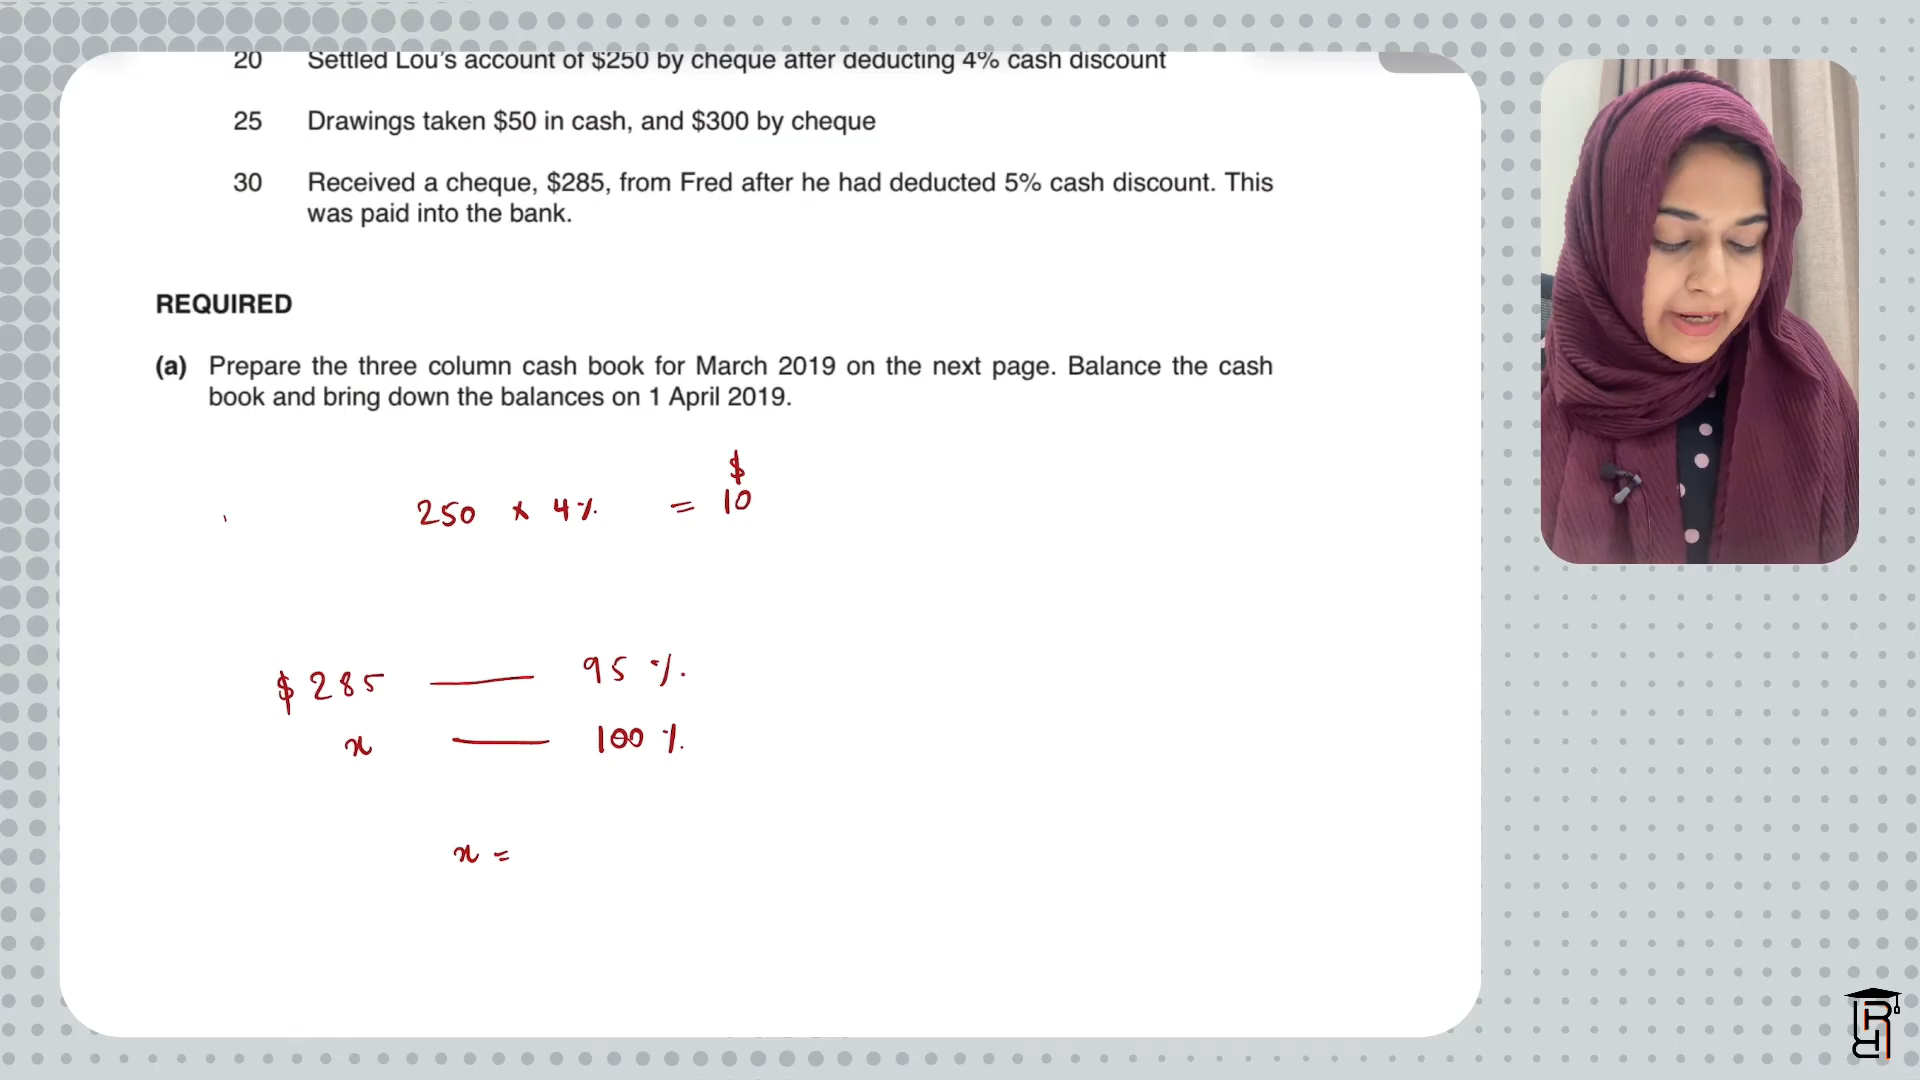 20 Settled Lou's account of $250 by cheque after deducting 4% cash discount
25 Drawings taken $50 in cash, and $300 by cheque
30 Received a cheque, $285, from Fred after he had deducted 5% cash discount. This
was paid into the bank.
REQUIRED
(a) Prepare the three column cash book for March 2019 on the next page. Balance the cash
book and bring down the balances on 1 April 2019.
$
250 x 4% = 10
$ 285 — 95 %
x — 100 %
x =